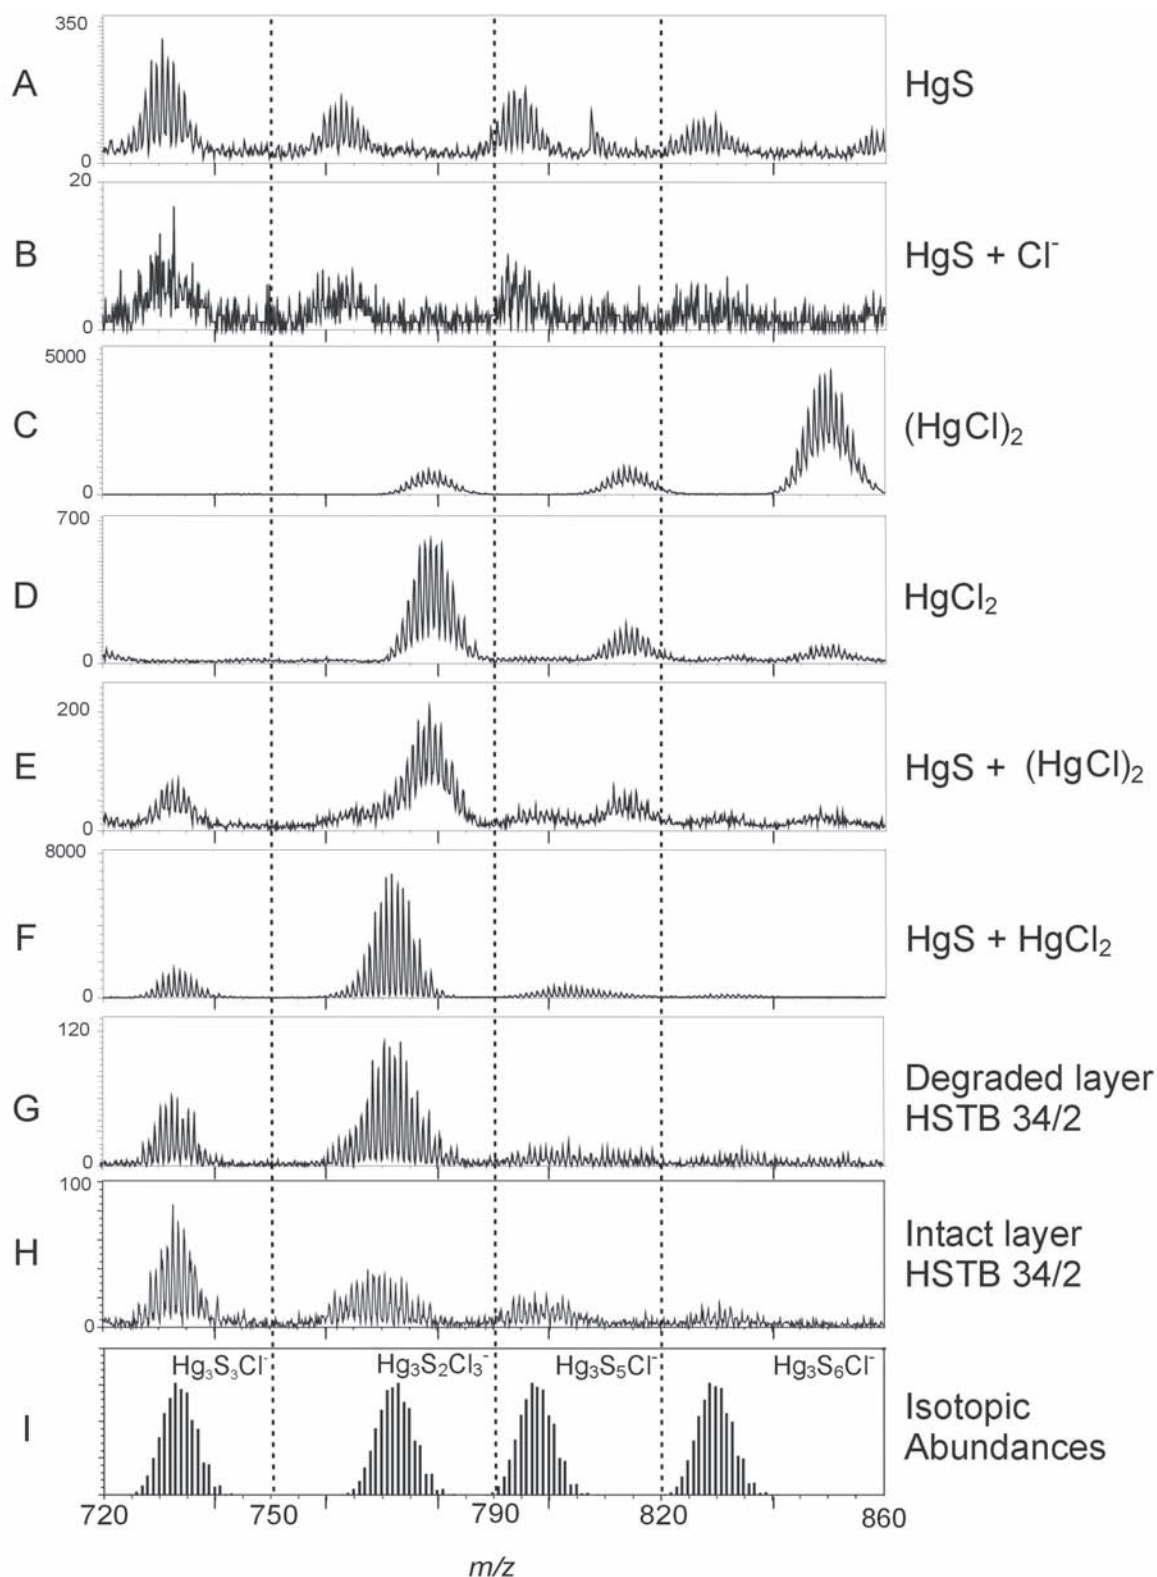 350
A
HgS
0
20
B
HgS + Cl⁻
0
5000
C
(HgCl)₂
0
700
D
HgCl₂
0
200
E
HgS + (HgCl)₂
0
8000
F
HgS + HgCl₂
0
120
G
Degraded layer
HSTB 34/2
0
100
H
Intact layer
HSTB 34/2
0
Hg₃S₃Cl⁻ Hg₃S₂Cl₃⁻ Hg₃S₅Cl⁻ Hg₃S₆Cl⁻
I
Isotopic
Abundances
720 750 790 820 860
m/z